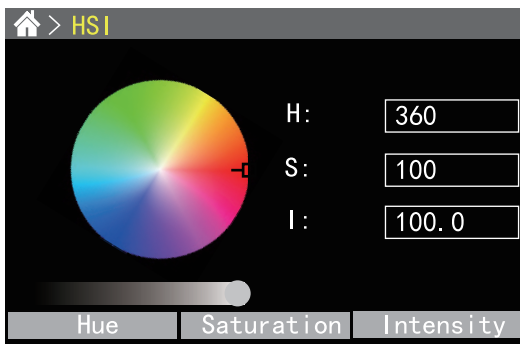 > HSI
H: 360
S: 100
I: 100.0
Hue Saturation Intensity